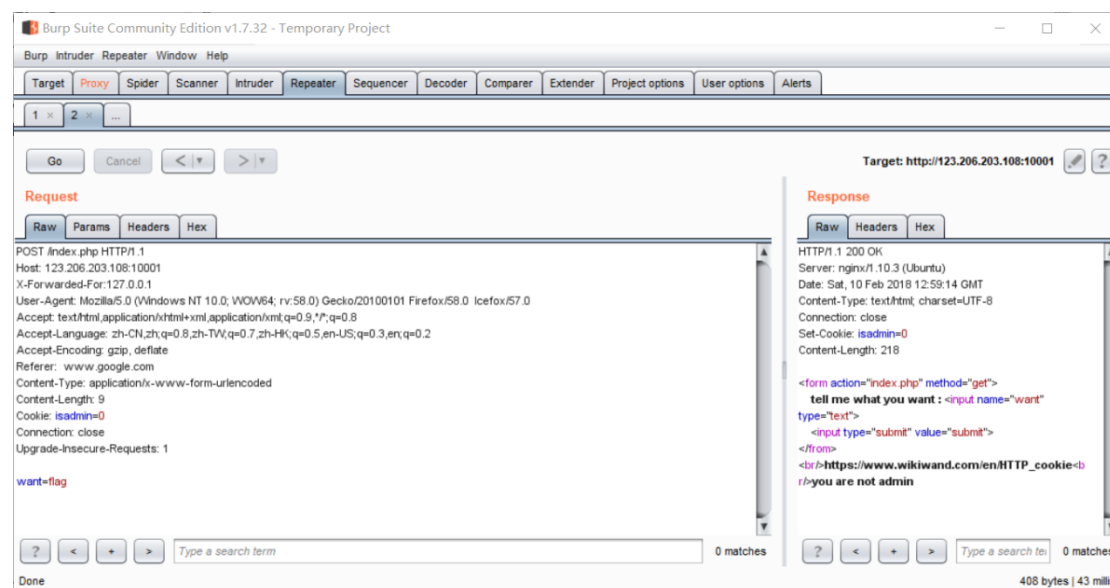 Burp Suite Community Edition v1.7.32 - Temporary Project
Burp Intruder Repeater Window Help
Target Proxy Spider Scanner Intruder Repeater Sequencer Decoder Comparer Extender Project options User options Alerts
1 × 2 × ...
Go Cancel < | ▼ > | ▼ Target: http://123.206.203.108:10001 ?
Request
Raw Params Headers Hex
POST /index.php HTTP/1.1
Host: 123.206.203.108:10001
X-Forwarded-For:127.0.0.1
User-Agent: Mozilla/5.0 (Windows NT 10.0; WOW64; rv:58.0) Gecko/20100101 Firefox/58.0 Icefox/57.0
Accept: text/html,application/xhtml+xml,application/xml;q=0.9,*/*;q=0.8
Accept-Language: zh-CN,zh;q=0.8,zh-TW;q=0.7,zh-HK;q=0.5,en-US;q=0.3,en;q=0.2
Accept-Encoding: gzip, deflate
Referer: www.google.com
Content-Type: application/x-www-form-urlencoded
Content-Length: 9
Cookie: isadmin=0
Connection: close
Upgrade-Insecure-Requests: 1
want=flag
? < + > Type a search term 0 matches
Response
Raw Headers Hex
HTTP/1.1 200 OK
Server: nginx/1.10.3 (Ubuntu)
Date: Sat, 10 Feb 2018 12:59:14 GMT
Content-Type: text/html; charset=UTF-8
Connection: close
Set-Cookie: isadmin=0
Content-Length: 218
<form action="index.php" method="get">
tell me what you want : <input name="want"
type="text">
<input type="submit" value="submit">
</from>
<br/>https://www.wikiwand.com/en/HTTP_cookie<b
r/>you are not admin
? < + > Type a search te 0 matches
Done 408 bytes | 43 milli